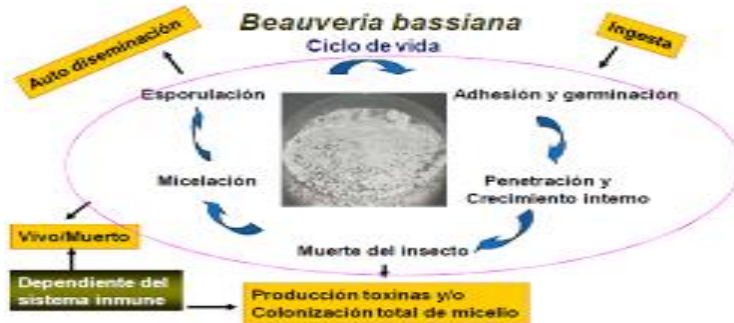 Beauveria bassiana
Ciclo de vida
Auto diseminación
Ingesta
Esporulación
Adhesión y germinación
Micelación
Penetración y
Crecimiento interno
Muerte del insecto
Vivo/Muerto
Dependiente del
sistema inmune
Producción toxinas y/o
Colonización total de micelio